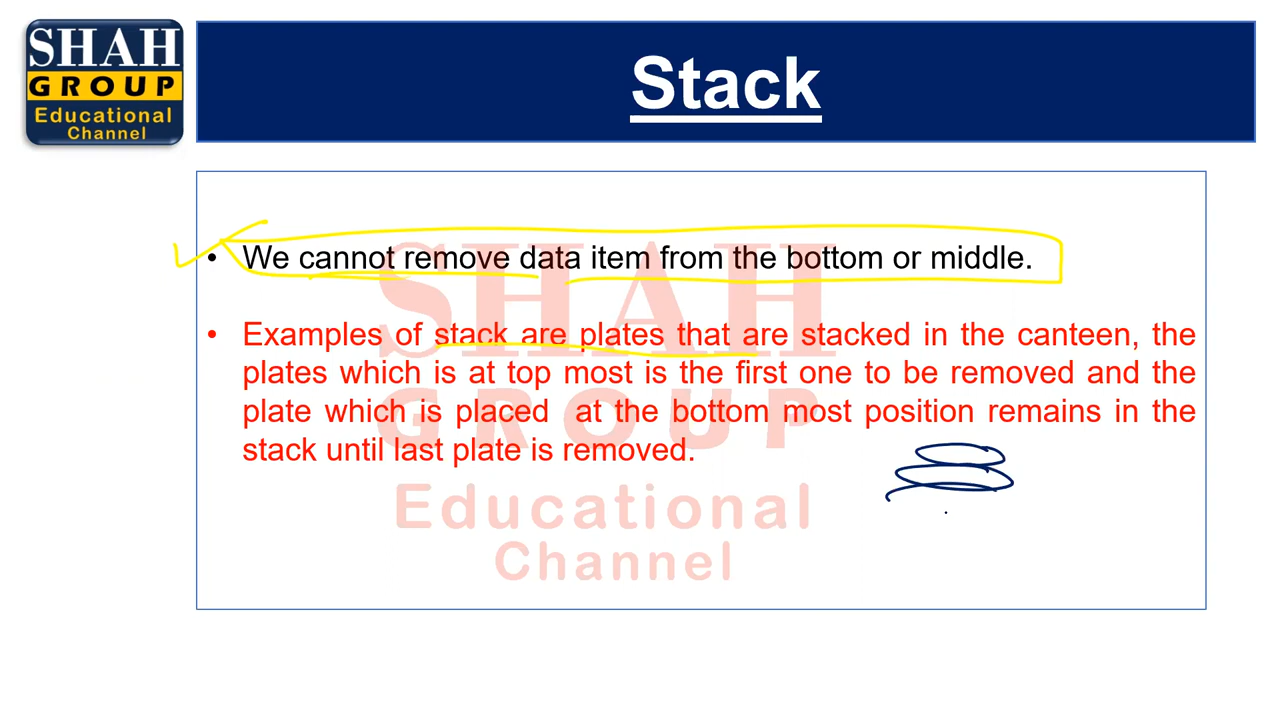 SHAH
GROUP
Educational
Channel
Stack
• We cannot remove data item from the bottom or middle.
• Examples of stack are plates that are stacked in the canteen, the
plates which is at top most is the first one to be removed and the
plate which is placed at the bottom most position remains in the
stack until last plate is removed.
SHAH
GROUP
Educational
Channel